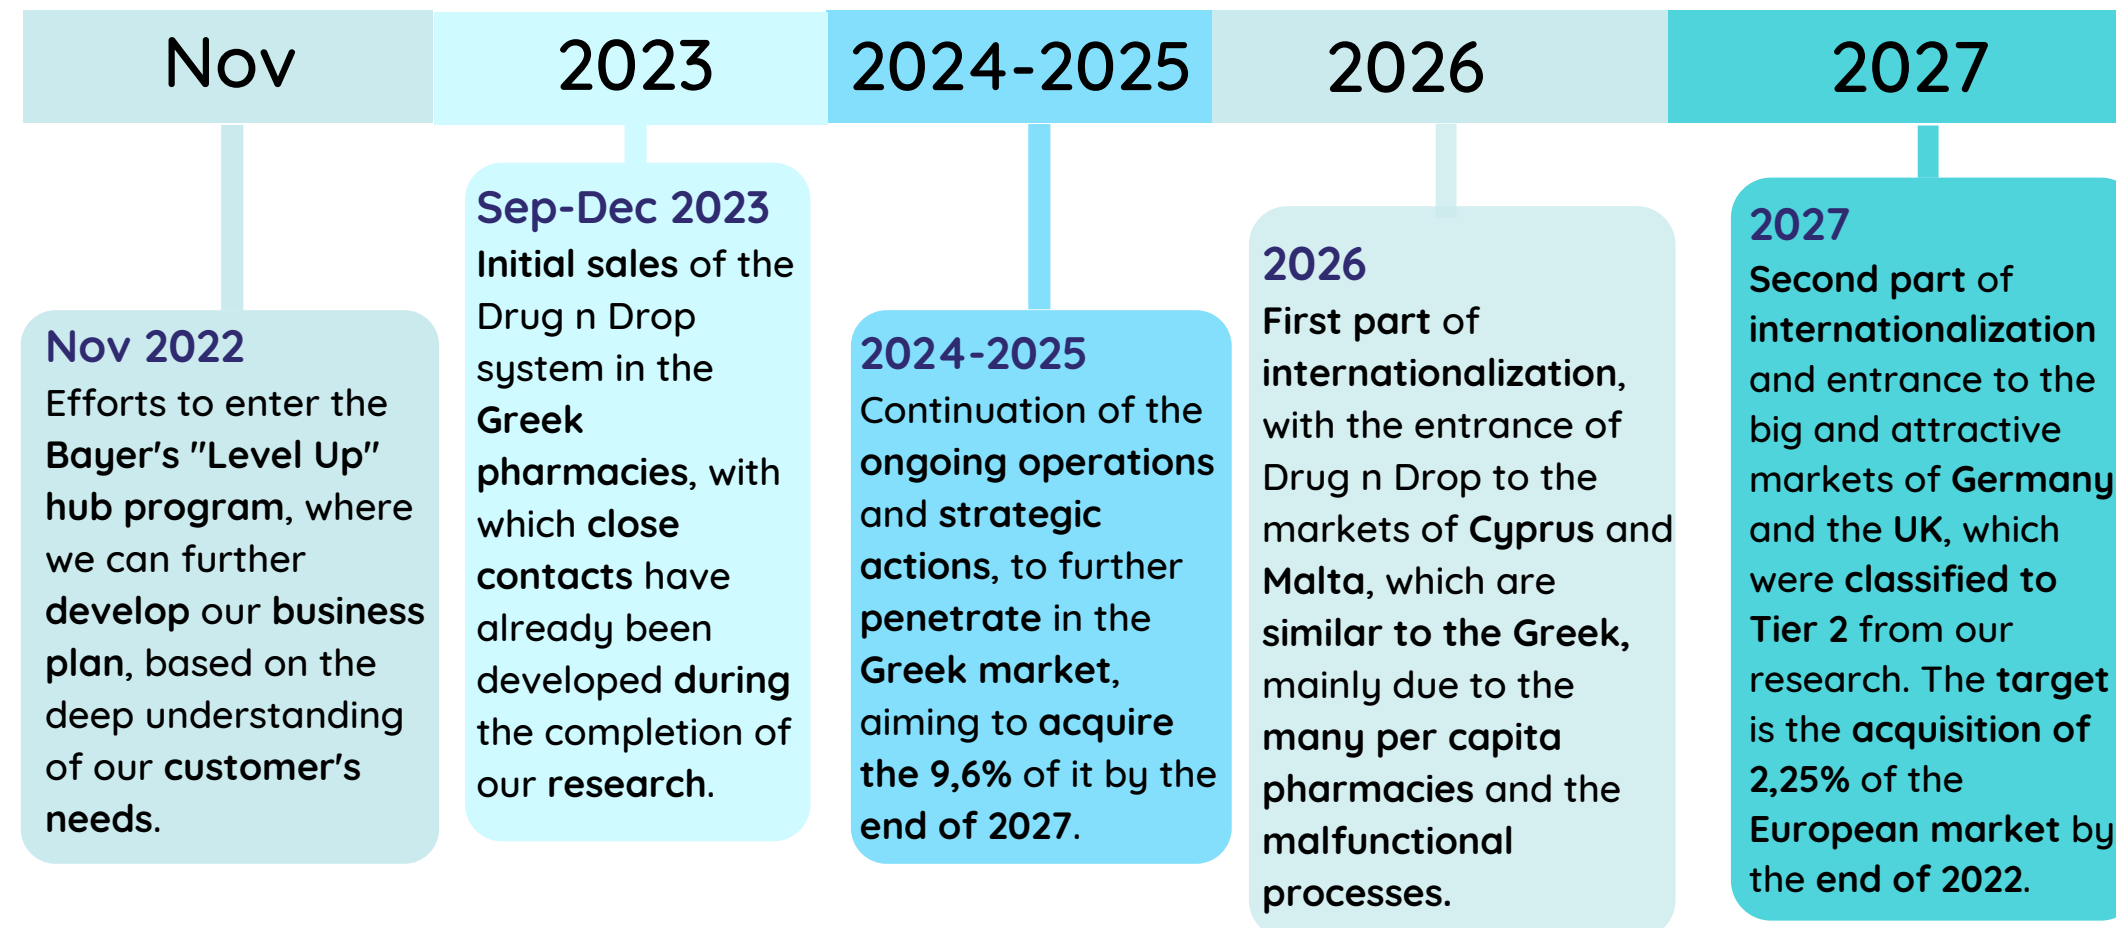 Nov
2023
2024-2025
2026
2027
Nov 2022
Efforts to enter the
Bayer's "Level Up"
hub program, where
we can further
develop our business
plan, based on the
deep understanding
of our customer's
needs.
Sep-Dec 2023
Initial sales of the
Drug n Drop
system in the
Greek
pharmacies, with
which close
contacts have
already been
developed during
the completion of
our research.
2024-2025
Continuation of the
ongoing operations
and strategic
actions, to further
penetrate in the
Greek market,
aiming to acquire
the 9,6% of it by the
end of 2027.
2026
First part of
internationalization,
with the entrance of
Drug n Drop to the
markets of Cyprus and
Malta, which are
similar to the Greek,
mainly due to the
many per capita
pharmacies and the
malfunctional
processes.
2027
Second part of
internationalization
and entrance to the
big and attractive
markets of Germany
and the UK, which
were classified to
Tier 2 from our
research. The target
is the acquisition of
2,25% of the
European market by
the end of 2022.